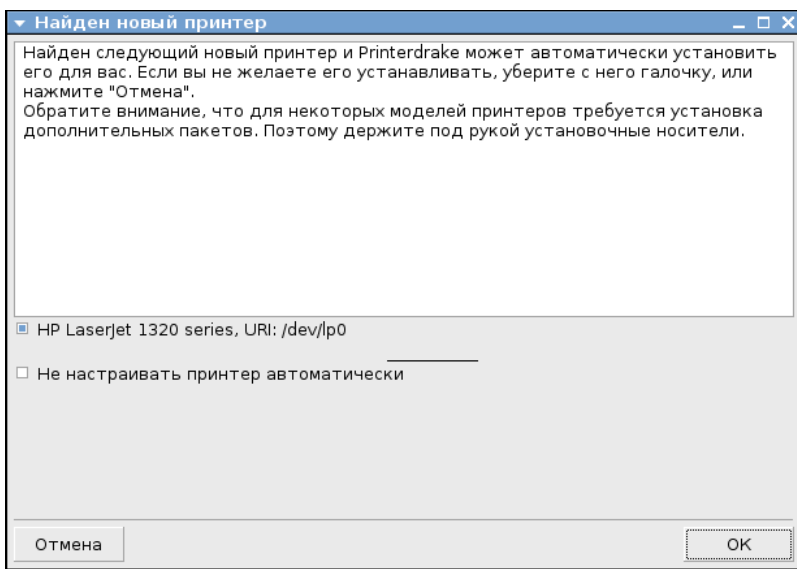 Найден новый принтер
Найден следующий новый принтер и Printerdrake может автоматически установить
его для вас. Если вы не желаете его устанавливать, уберите с него галочку, или
нажмите "Отмена".
Обратите внимание, что для некоторых моделей принтеров требуется установка
дополнительных пакетов. Поэтому держите под рукой установочные носители.
HP LaserJet 1320 series, URI: /dev/lp0
Не настраивать принтер автоматически
Отмена
OK